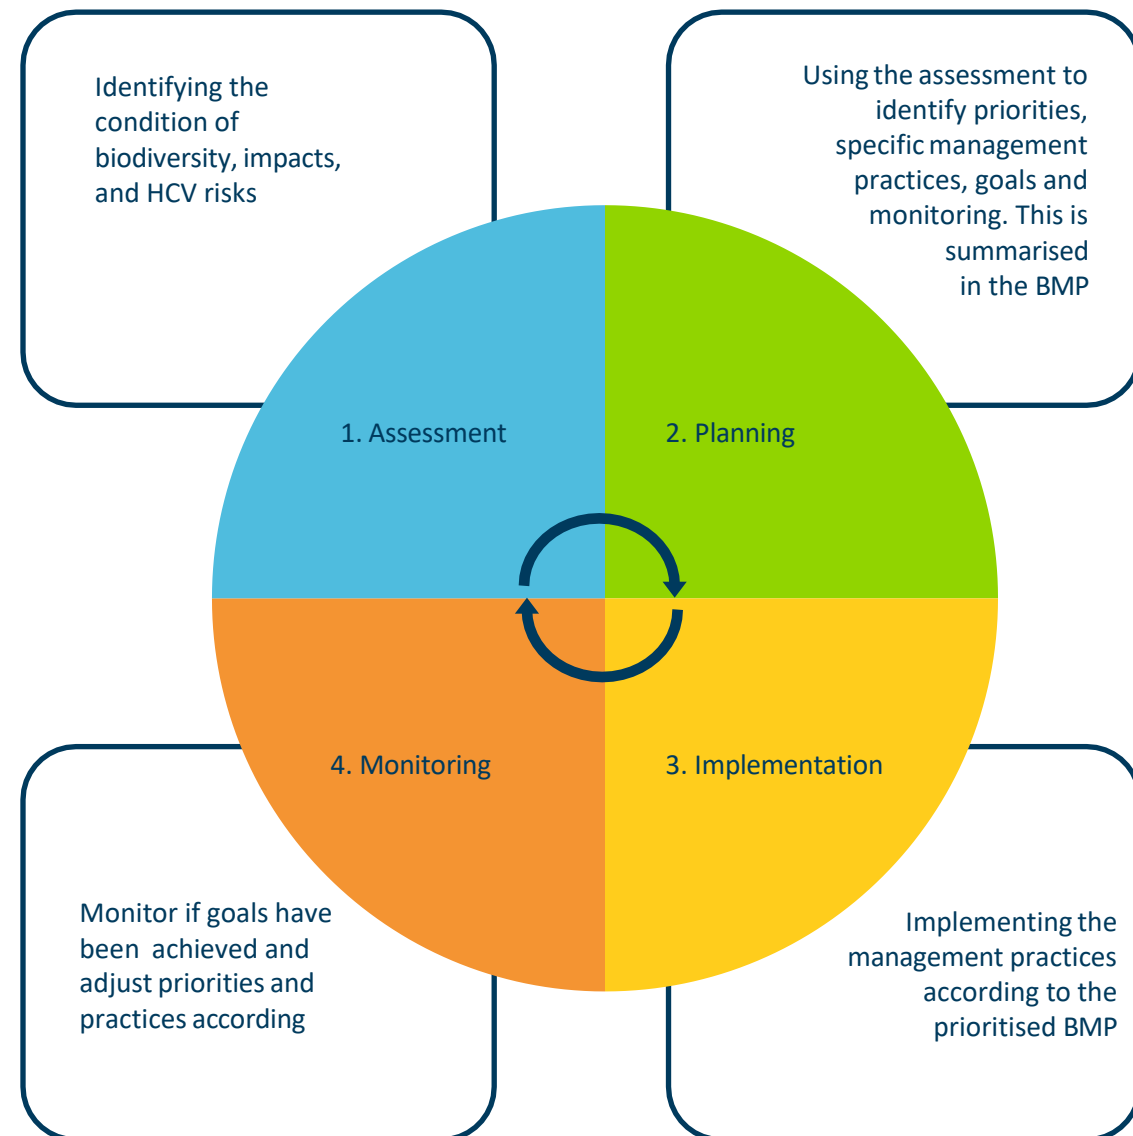 Identifying the
condition of
biodiversity, impacts,
and HCV risks
Using the assessment to
identify priorities,
specific management
practices, goals and
monitoring. This is
summarised
in the BMP
1. Assessment
2. Planning
4. Monitoring
3. Implementation
Monitor if goals have
been achieved and
adjust priorities and
practices according
Implementing the
management practices
according to the
prioritised BMP